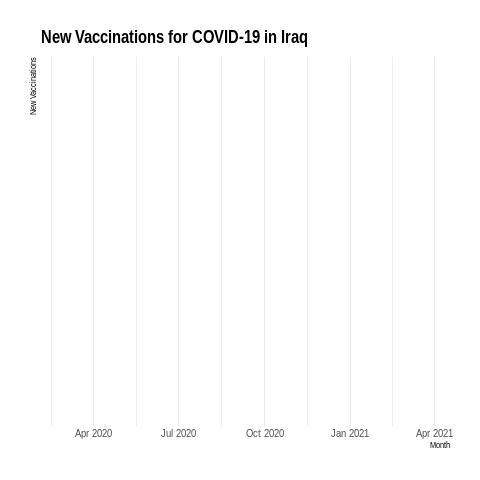 New Vaccinations for COVID-19 in Iraq
New Vaccinations
Apr 2020 Jul 2020 Oct 2020 Jan 2021 Apr 2021
Month